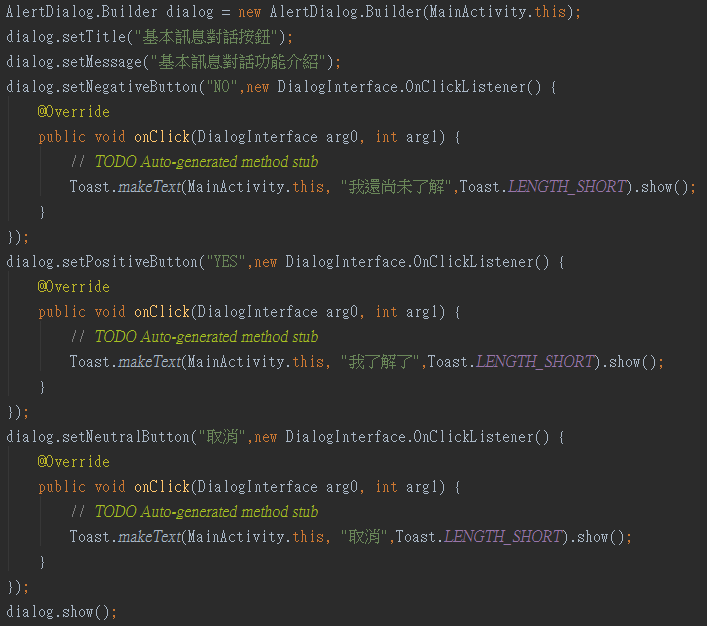 AlertDialog.Builder dialog = new AlertDialog.Builder(MainActivity.this);
dialog.setTitle("基本訊息對話按鈕");
dialog.setMessage("基本訊息對話功能介紹");
dialog.setNegativeButton("NO",new DialogInterface.OnClickListener() {
    @Override
    public void onClick(DialogInterface arg0, int arg1) {
        // TODO Auto-generated method stub
        Toast.makeText(MainActivity.this, "我還尚未了解",Toast.LENGTH_SHORT).show();
    }
});
dialog.setPositiveButton("YES",new DialogInterface.OnClickListener() {
    @Override
    public void onClick(DialogInterface arg0, int arg1) {
        // TODO Auto-generated method stub
        Toast.makeText(MainActivity.this, "我了解了",Toast.LENGTH_SHORT).show();
    }
});
dialog.setNeutralButton("取消",new DialogInterface.OnClickListener() {
    @Override
    public void onClick(DialogInterface arg0, int arg1) {
        // TODO Auto-generated method stub
        Toast.makeText(MainActivity.this, "取消",Toast.LENGTH_SHORT).show();
    }
});
dialog.show();